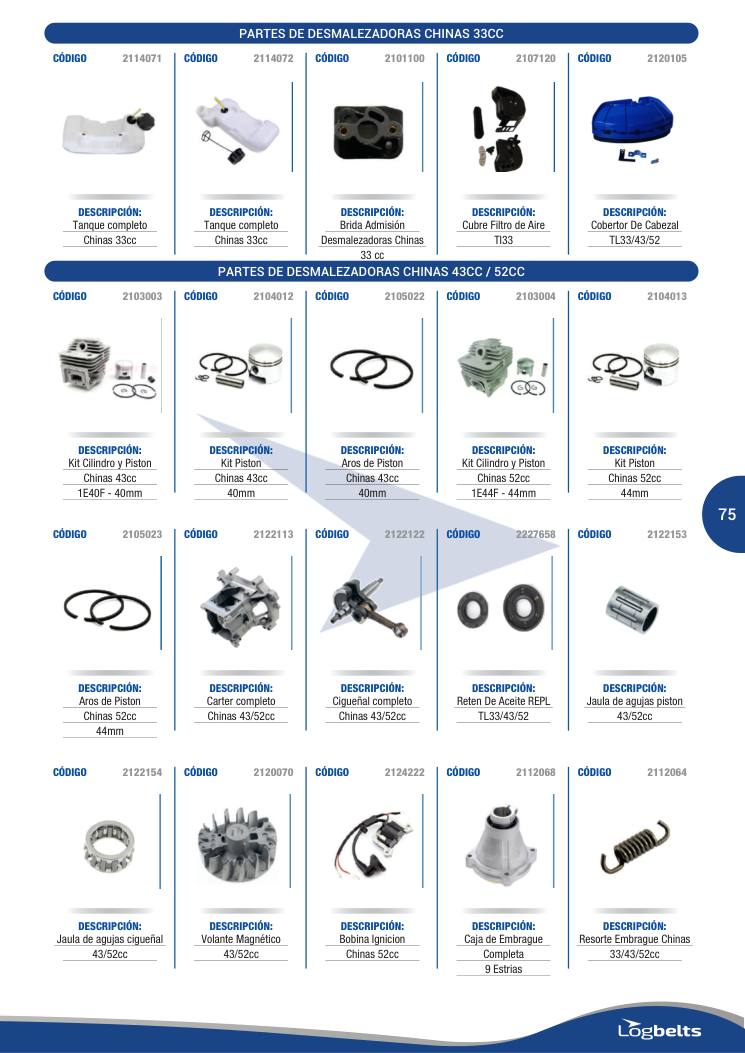 PARTES DE DESMALEZADORAS CHINAS 33CC
CÓDIGO 2114071
CÓDIGO 2114072
CÓDIGO 2101100
CÓDIGO 2107120
CÓDIGO 2120105
DESCRIPCIÓN:
Tanque completo
Chinas 33cc
DESCRIPCIÓN:
Tanque completo
Chinas 33cc
DESCRIPCIÓN:
Brida Admisión
Desmalezadoras Chinas
33 cc
DESCRIPCIÓN:
Cubre Filtro de Aire
Tl33
DESCRIPCIÓN:
Cobertor De Cabezal
TL33/43/52
PARTES DE DESMALEZADORAS CHINAS 43CC / 52CC
CÓDIGO 2103003
CÓDIGO 2104012
CÓDIGO 2105022
CÓDIGO 2103004
CÓDIGO 2104013
DESCRIPCIÓN:
Kit Cilindro y Piston
Chinas 43cc
1E40F - 40mm
DESCRIPCIÓN:
Kit Piston
Chinas 43cc
40mm
DESCRIPCIÓN:
Aros de Piston
Chinas 43cc
40mm
DESCRIPCIÓN:
Kit Cilindro y Piston
Chinas 52cc
1E44F - 44mm
DESCRIPCIÓN:
Kit Piston
Chinas 52cc
44mm
75
CÓDIGO 2105023
CÓDIGO 2122113
CÓDIGO 2122122
CÓDIGO 2227658
CÓDIGO 2122153
DESCRIPCIÓN:
Aros de Piston
Chinas 52cc
44mm
DESCRIPCIÓN:
Carter completo
Chinas 43/52cc
DESCRIPCIÓN:
Cigueñal completo
Chinas 43/52cc
DESCRIPCIÓN:
Reten De Aceite REPL
TL33/43/52
DESCRIPCIÓN:
Jaula de agujas piston
43/52cc
CÓDIGO 2122154
CÓDIGO 2120070
CÓDIGO 2124222
CÓDIGO 2112068
CÓDIGO 2112064
DESCRIPCIÓN:
Jaula de agujas cigueñal
43/52cc
DESCRIPCIÓN:
Volante Magnético
43/52cc
DESCRIPCIÓN:
Bobina Ignicion
Chinas 52cc
DESCRIPCIÓN:
Caja de Embrague
Completa
9 Estrias
DESCRIPCIÓN:
Resorte Embrague Chinas
33/43/52cc
Logbelts